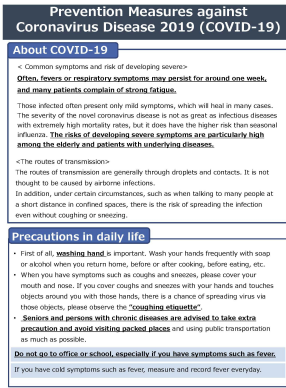 Prevention Measures against
Coronavirus Disease 2019 (COVID-19)
About COVID-19
< Common symptoms and risk of developing severe>
Often, fevers or respiratory symptoms may persist for around one week,
and many patients complain of strong fatigue.
Those infected often present only mild symptoms, which will heal in many cases.
The severity of the novel coronavirus disease is not as great as infectious diseases
with extremely high mortality rates, but it does have the higher risk than seasonal
influenza. The risks of developing severe symptoms are particularly high
among the elderly and patients with underlying diseases.
<The routes of transmission>
The routes of transmission are generally through droplets and contacts. It is not
thought to be caused by airborne infections.
In addition, under certain circumstances, such as when talking to many people at
a short distance in confined spaces, there is the risk of spreading the infection
even without coughing or sneezing.
Precautions in daily life
• First of all, washing hand is important. Wash your hands frequently with soap
or alcohol when you return home, before or after cooking, before eating, etc.
• When you have symptoms such as coughs and sneezes, please cover your
mouth and nose. If you cover coughs and sneezes with your hands and touches
objects around you with those hands, there is a chance of spreading virus via
those objects, please observe the "coughing etiquette".
• Seniors and persons with chronic diseases are advised to take extra
precaution and avoid visiting packed places and using public transportation
as much as possible.
Do not go to office or school, especially if you have symptoms such as fever.
If you have cold symptoms such as fever, measure and record fever everyday.